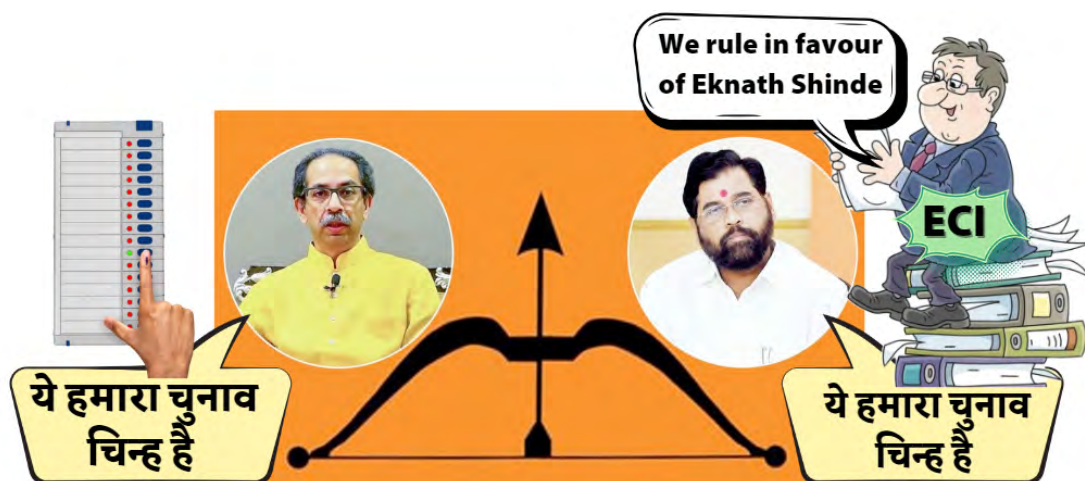 We rule in favour
of Eknath Shinde
ECI
ये हमारा चुनाव
चिन्ह है
ये हमारा चुनाव
चिन्ह है